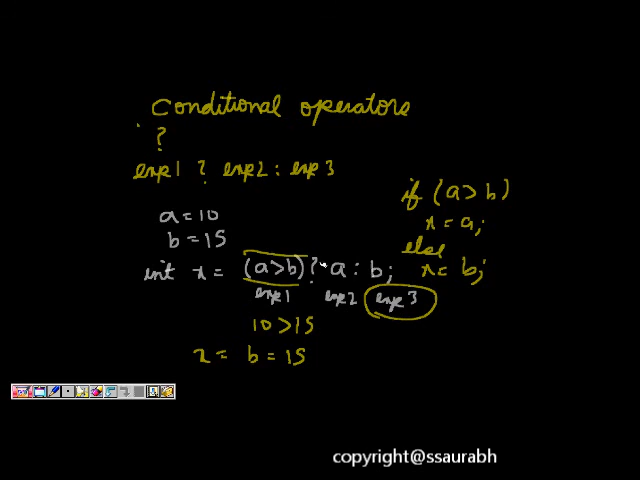 Conditional operators
?
exp1 ? exp2 : exp3
a = 10
b = 15
int x = (a>b) ? a : b;
exp1 exp2 exp3
10 > 15
x = b = 15
if (a > b)
x = a;
else
x = b;
copyright@ssaurabh